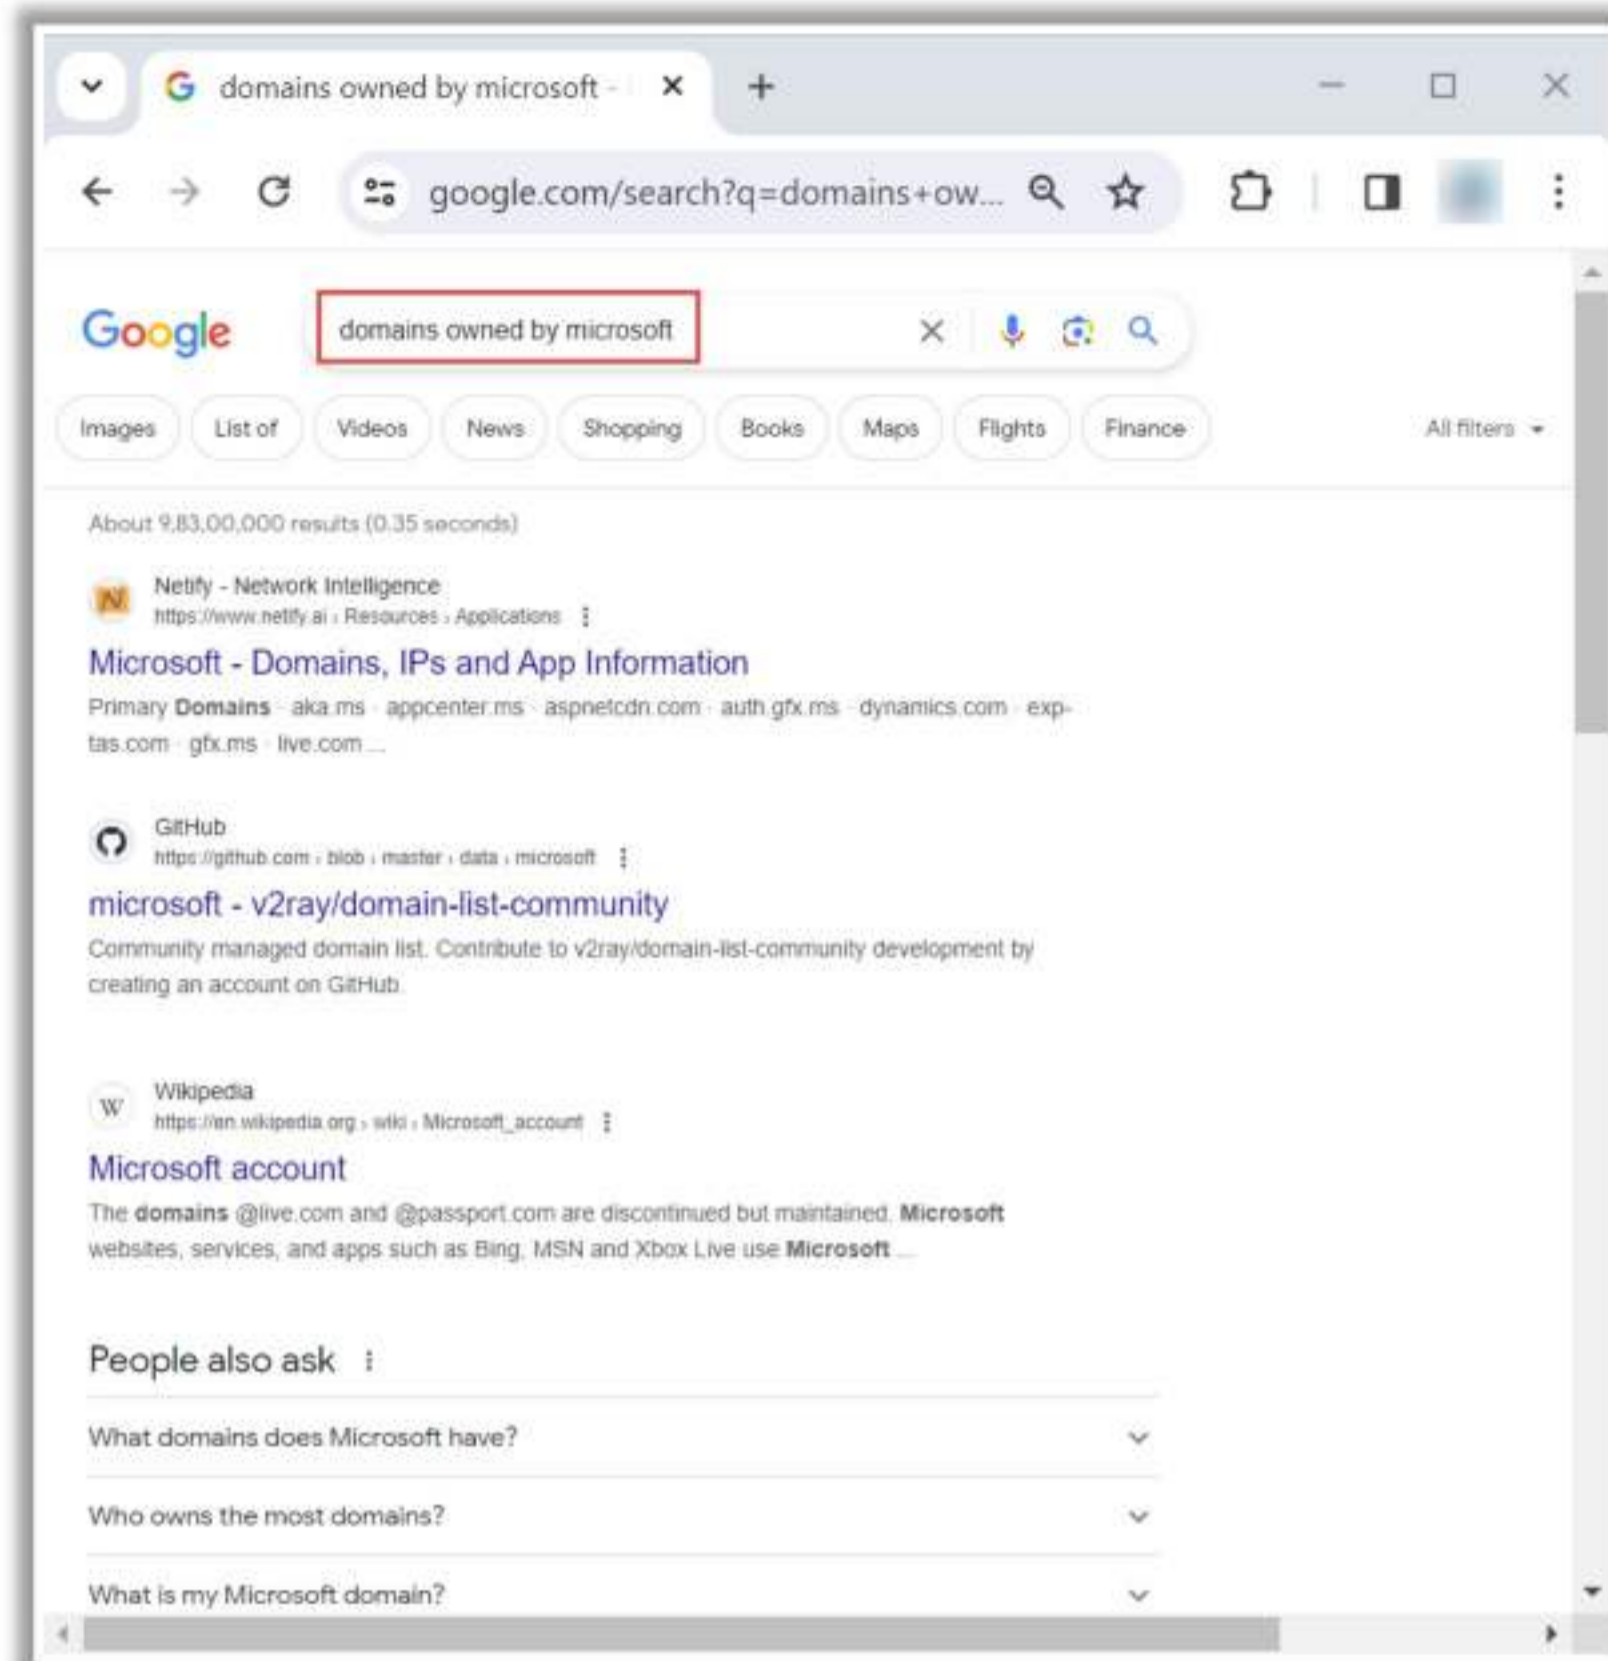 domains owned by microsoft -
google.com/search?q=domains+ow...
Google
domains owned by microsoft
Images List of Videos News Shopping Books Maps Flights Finance All filters
About 9,83,00,000 results (0.35 seconds)
Netify - Network Intelligence
https://www.netify.ai › Resources › Applications
Microsoft - Domains, IPs and App Information
Primary Domains · aka.ms · appcenter.ms · aspnetcdn.com · auth.gfx.ms · dynamics.com · exp-
tas.com · gfx.ms · live.com ...
GitHub
https://github.com › blob › master › data › microsoft
microsoft - v2ray/domain-list-community
Community managed domain list. Contribute to v2ray/domain-list-community development by
creating an account on GitHub.
W
Wikipedia
https://en.wikipedia.org › wiki › Microsoft_account
Microsoft account
The domains @live.com and @passport.com are discontinued but maintained. Microsoft
websites, services, and apps such as Bing, MSN and Xbox Live use Microsoft ...
People also ask
What domains does Microsoft have?
Who owns the most domains?
What is my Microsoft domain?